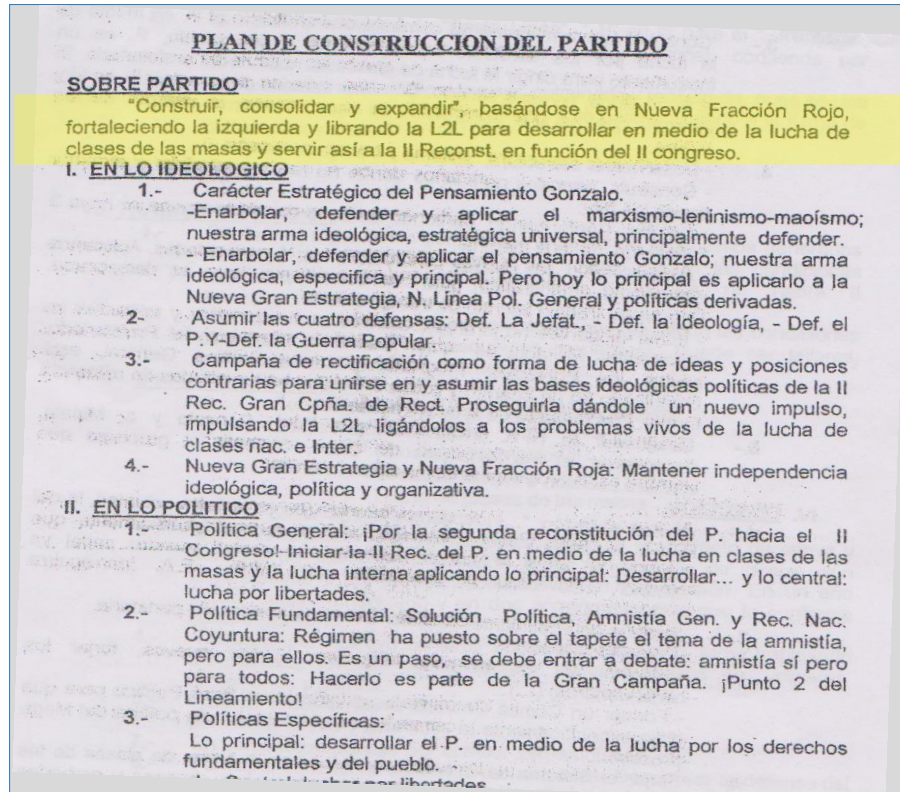 PLAN DE CONSTRUCCION DEL PARTIDO
SOBRE PARTIDO
"Construir, consolidar y expandir", basándose en Nueva Fracción Rojo,
fortaleciendo la izquierda y librando la L2L para desarrollar en medio de la lucha de
clases de las masas y servir así a la II Reconst. en función del II congreso.
I. EN LO IDEOLOGICO
1.- Carácter Estratégico del Pensamiento Gonzalo.
-Enarbolar, defender y aplicar el marxismo-leninismo-maoísmo;
nuestra arma ideológica, estratégica universal, principalmente defender.
- Enarbolar, defender y aplicar el pensamiento Gonzalo; nuestra arma
ideológica; especifica y principal. Pero hoy lo principal es aplicarlo a la
Nueva Gran Estrategia, N. Línea Pol. General y políticas derivadas.
2.- Asumir las cuatro defensas: Def. La Jefat., - Def. la Ideología, - Def. el
P.Y-Def. la Guerra Popular.
3.- Campaña de rectificación como forma de lucha de ideas y posiciones
contrarias para unirse en y asumir las bases ideológicas políticas de la II
Rec. Gran Cpña. de Rect. Proseguirla dándole un nuevo impulso,
impulsando la L2L ligándolos a los problemas vivos de la lucha de
clases nac. e Inter.
4.- Nueva Gran Estrategia y Nueva Fracción Roja: Mantener independencia
ideológica, política y organizativa.
II. EN LO POLITICO
1.- Política General: ¡Por la segunda reconstitución del P. hacia el II
Congreso! Iniciar la II Rec. del P. en medio de la lucha en clases de las
masas y la lucha interna aplicando lo principal: Desarrollar... y lo central:
lucha por libertades.
2.- Política Fundamental: Solución Política, Amnistía Gen. y Rec. Nac.
Coyuntura: Régimen ha puesto sobre el tapete el tema de la amnistía,
pero para ellos. Es un paso, se debe entrar a debate: amnistía sí pero
para todos: Hacerlo es parte de la Gran Campaña. ¡Punto 2 del
Lineamiento!
3.- Políticas Específicas:
Lo principal: desarrollar el P. en medio de la lucha por los derechos
fundamentales y del pueblo.
luchar por libertades